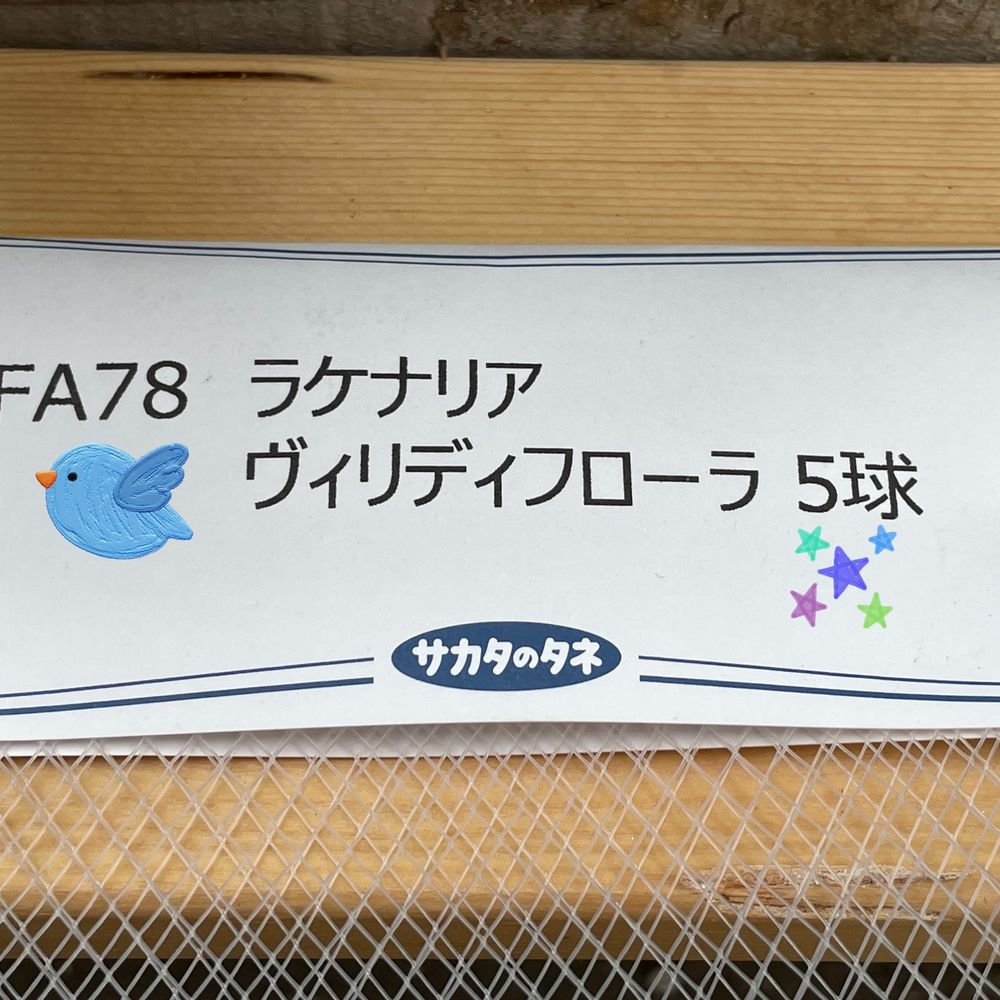 FA78 ラケナリア
ヴィリディフローラ 5球
サカタのタネ